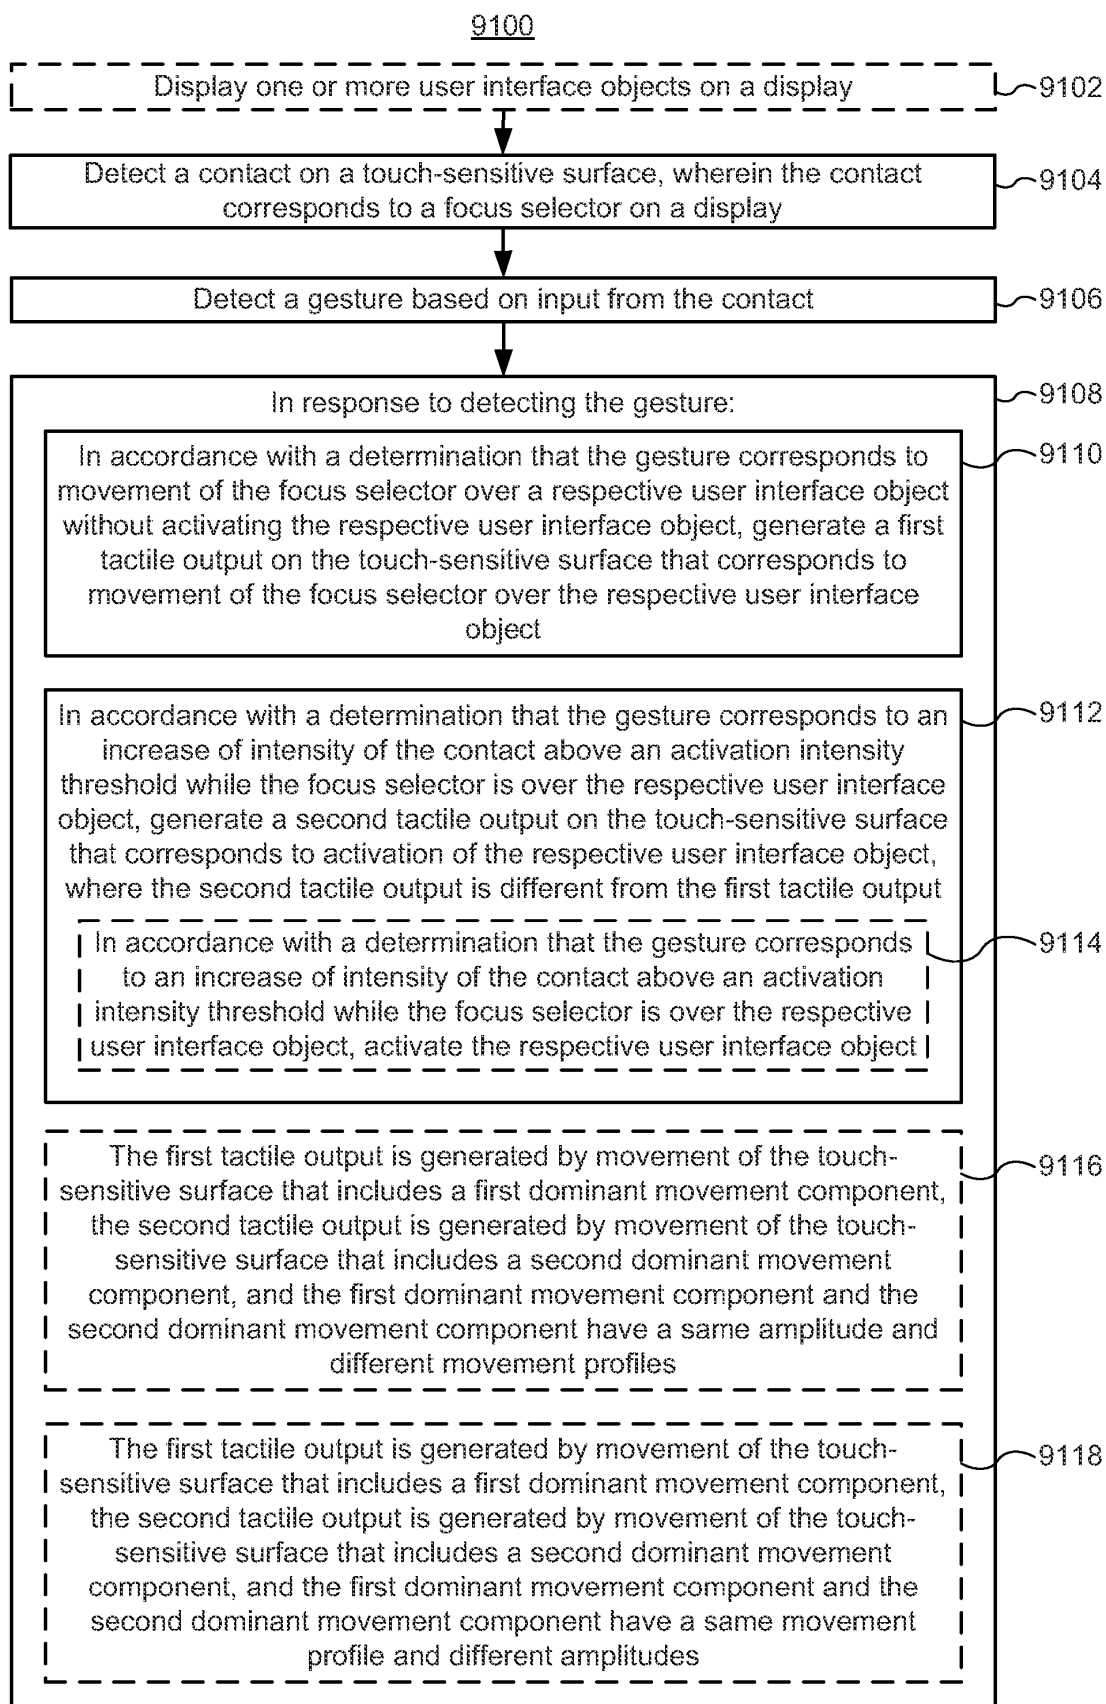 9100
Display one or more user interface objects on a display
9102
Detect a contact on a touch-sensitive surface, wherein the contact
corresponds to a focus selector on a display
9104
Detect a gesture based on input from the contact
9106
In response to detecting the gesture:
9108
In accordance with a determination that the gesture corresponds to
movement of the focus selector over a respective user interface object
without activating the respective user interface object, generate a first
tactile output on the touch-sensitive surface that corresponds to
movement of the focus selector over the respective user interface
object
9110
In accordance with a determination that the gesture corresponds to an
increase of intensity of the contact above an activation intensity
threshold while the focus selector is over the respective user interface
object, generate a second tactile output on the touch-sensitive surface
that corresponds to activation of the respective user interface object,
where the second tactile output is different from the first tactile output
9112
In accordance with a determination that the gesture corresponds
to an increase of intensity of the contact above an activation
intensity threshold while the focus selector is over the respective
user interface object, activate the respective user interface object
9114
The first tactile output is generated by movement of the touch-
sensitive surface that includes a first dominant movement component,
the second tactile output is generated by movement of the touch-
sensitive surface that includes a second dominant movement
component, and the first dominant movement component and the
second dominant movement component have a same amplitude and
different movement profiles
9116
The first tactile output is generated by movement of the touch-
sensitive surface that includes a first dominant movement component,
the second tactile output is generated by movement of the touch-
sensitive surface that includes a second dominant movement
component, and the first dominant movement component and the
second dominant movement component have a same movement
profile and different amplitudes
9118